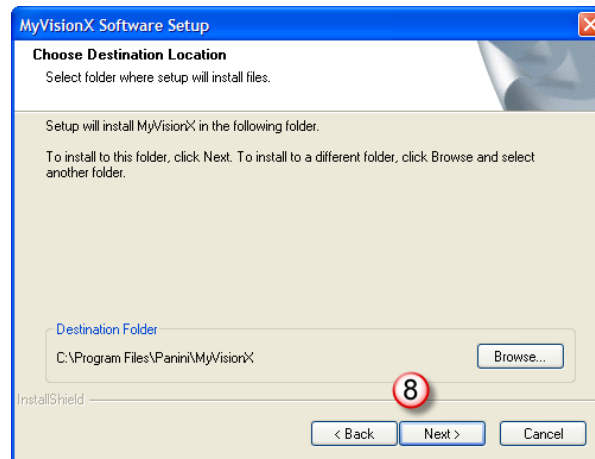 MyVisionX Software Setup
Choose Destination Location
Select folder where setup will install files.
Setup will install MyVisionX in the following folder.
To install to this folder, click Next. To install to a different folder, click Browse and select
another folder.
Destination Folder
C:\Program Files\Panini\MyVisionX
Browse...
8
InstallShield
< Back
Next >
Cancel